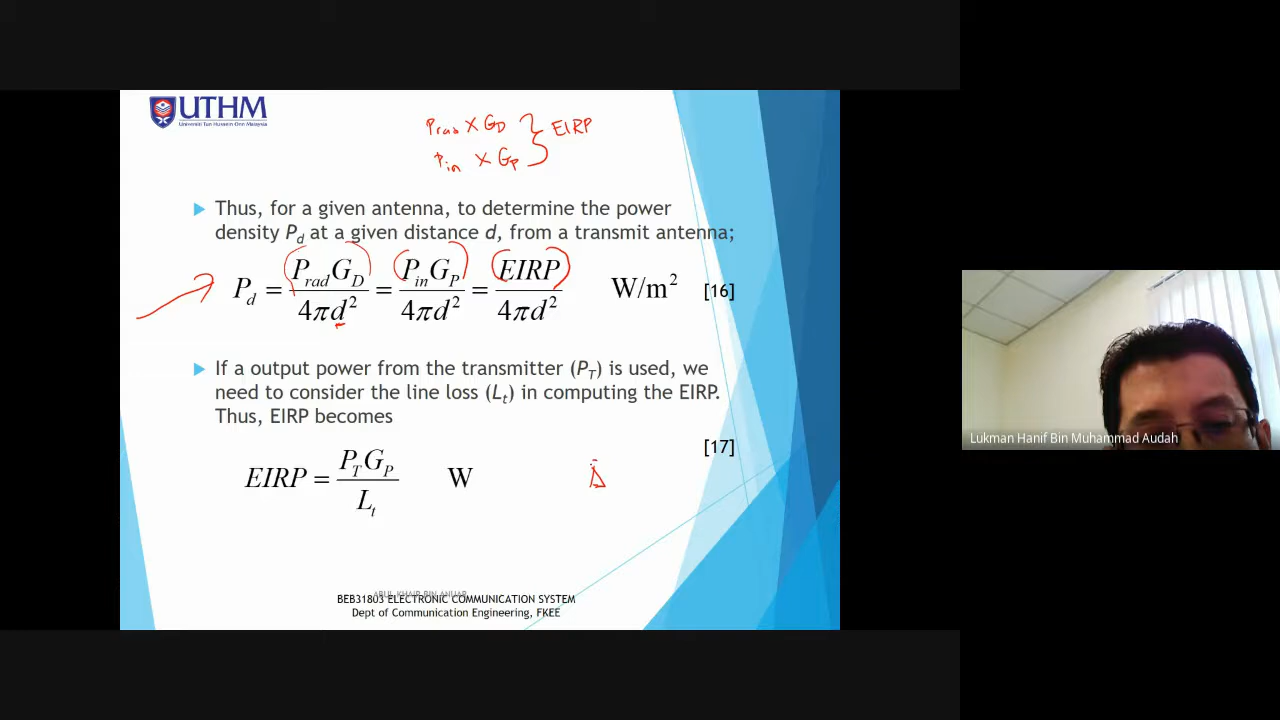 UTHM
Universiti Tun Hussein Onn Malaysia
Prad X GD } EIRP
Pin X GP
Thus, for a given antenna, to determine the power
density Pd at a given distance d, from a transmit antenna;
Pd = PradGD / 4πd² = PinGP / 4πd² = EIRP / 4πd² W/m² [16]
If a output power from the transmitter (PT) is used, we
need to consider the line loss (Lt) in computing the EIRP.
Thus, EIRP becomes
[17]
EIRP = PTGP / Lt W
ABUL KHAIR BIN ANUAR
BEB31803 ELECTRONIC COMMUNICATION SYSTEM
Dept of Communication Engineering, FKEE
Lukman Hanif Bin Muhammad Audah